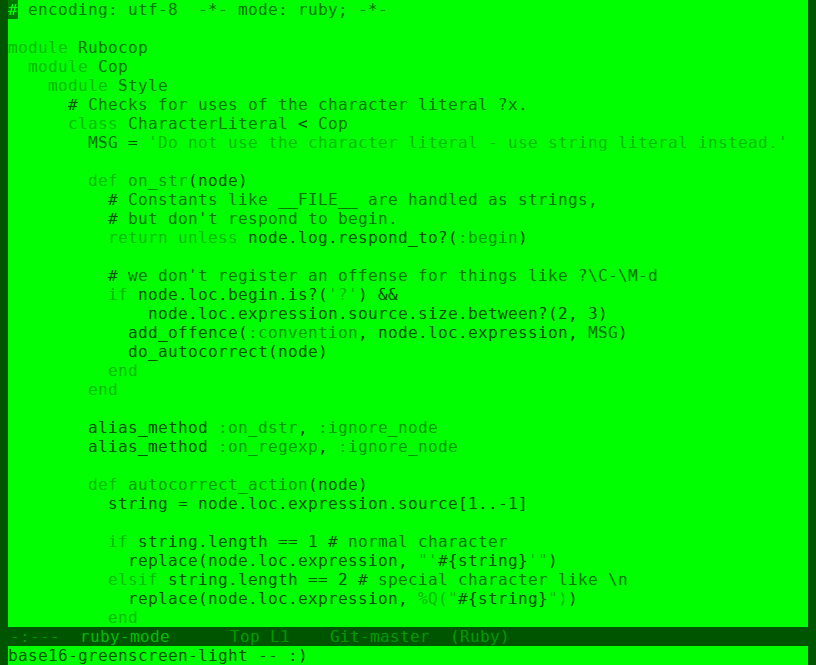 # encoding: utf-8  -*- mode: ruby; -*-

module Rubocop
  module Cop
    module Style
      # Checks for uses of the character literal ?x.
      class CharacterLiteral < Cop
        MSG = 'Do not use the character literal - use string literal instead.'

        def on_str(node)
          # Constants like __FILE__ are handled as strings,
          # but don't respond to begin.
          return unless node.log.respond_to?(:begin)

          # we don't register an offense for things like ?\C-\M-d
          if node.loc.begin.is?('?') &&
              node.loc.expression.source.size.between?(2, 3)
            add_offence(:convention, node.loc.expression, MSG)
            do_autocorrect(node)
          end
        end

        alias_method :on_dstr, :ignore_node
        alias_method :on_regexp, :ignore_node

        def autocorrect_action(node)
          string = node.loc.expression.source[1..-1]

          if string.length == 1 # normal character
            replace(node.loc.expression, "'#{string}'")
          elsif string.length == 2 # special character like \n
            replace(node.loc.expression, %Q("#{string}"))
          end
-:---  ruby-mode      Top L1    Git-master  (Ruby)
base16-greenscreen-light -- :)